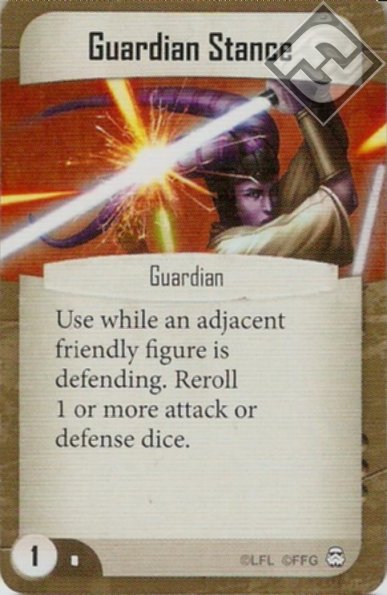 Guardian Stance
Guardian
Use while an adjacent
friendly figure is
defending. Reroll
1 or more attack or
defense dice.
1
©LFL ©FFG